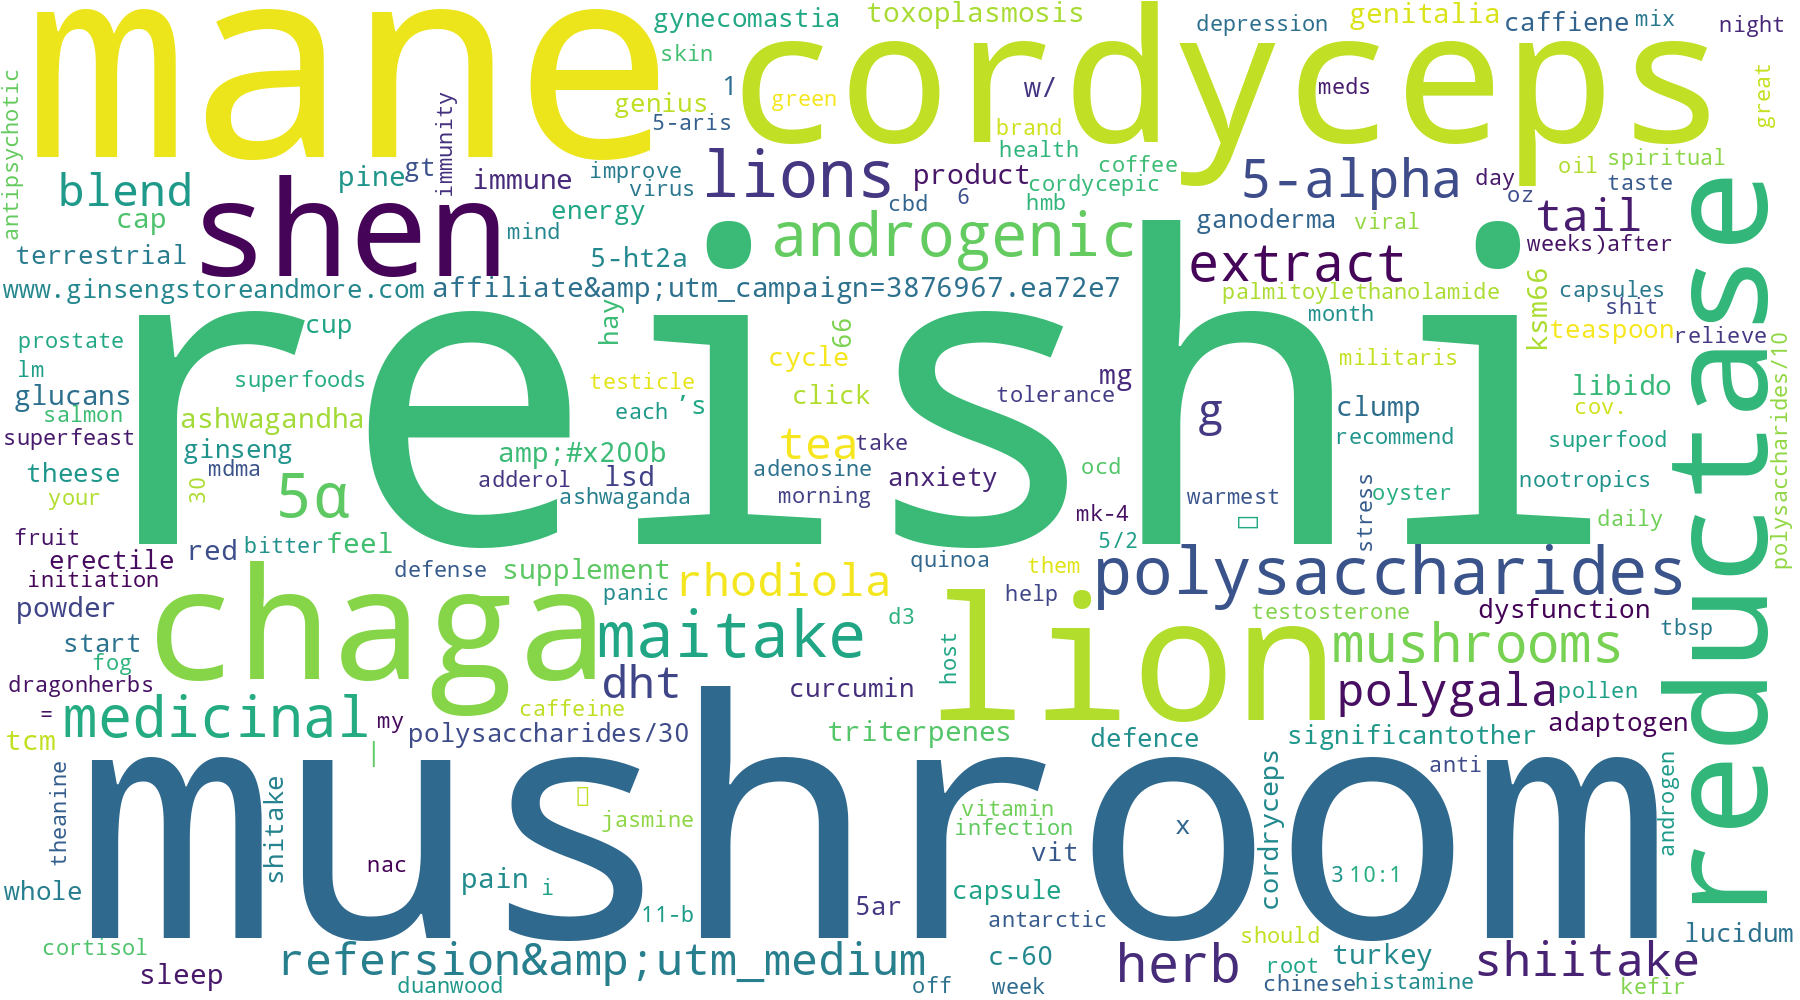 mane
cordyceps
gynecomastia
toxoplasmosis
depression
genitalia
caffiene
mix
night
skin
antipsychotic
immunity
genius
1
green
w/
meds
great
5-aris
brand
health
coffee
blend
pine
gt
immune
improve
virus
lions
product
cordycepic
5-alpha
day
oil
spiritual
taste
oz
cap
shen
energy
mind
cbd
6
hmb
androgenic
ganoderma
viral
tail
weeks)after
terrestrial
5-ht2a
extract
www.ginsengstoreandmore.com
affiliate&amp;utm_campaign=3876967.ea72e7
palmitoylethanolamide
month
ksm66
capsules
shit
reductase
cup
hay
66
prostate
lm
superfoods
glucans
testicle
cycle
click
tolerance
mg
militaris
teaspoon
relieve
libido
cov.
polysaccharides/10
salmon
ashwagandha
each
’s
g
clump
superfeast
ginseng
reishi
amp;#x200b
tea
take
recommend
superfood
theese
mdma
adderol
lsd
adenosine
anxiety
ocd
nootropics
your
30
5α
ashwaganda
morning
warmest
stress
oyster
mk-4
daily
fruit
red
bitter
feel
5/2
erectile
initiation
defense
supplement
quinoa
them
polysaccharides
powder
panic
rhodiola
help
testosterone
dysfunction
start
chaga
maitake
d3
host
lion
mushrooms
tbsp
fog
dragonherbs
dht
curcumin
polygala
pollen
=
medicinal
my
caffeine
adaptogen
tcm
|
polysaccharides/30
triterpenes
defence
significantother
theanine
shiitake
mushroom
cordryceps
anti
androgen
jasmine
vitamin
infection
x
nac
vit
3
10:1
whole
pain
i
capsule
11-b
5ar
antarctic
cortisol
sleep
refersion&amp;utm_medium
c-60
herb
should
turkey
shiitake
lucidum
root
duanwood
off
week
chinese
histamine
kefir